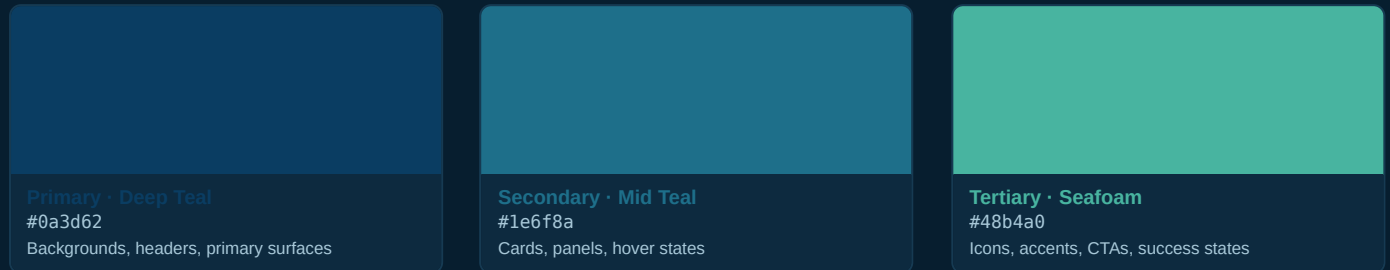 Primary · Deep Teal
#0a3d62
Backgrounds, headers, primary surfaces
Secondary · Mid Teal
#1e6f8a
Cards, panels, hover states
Tertiary · Seafoam
#48b4a0
Icons, accents, CTAs, success states